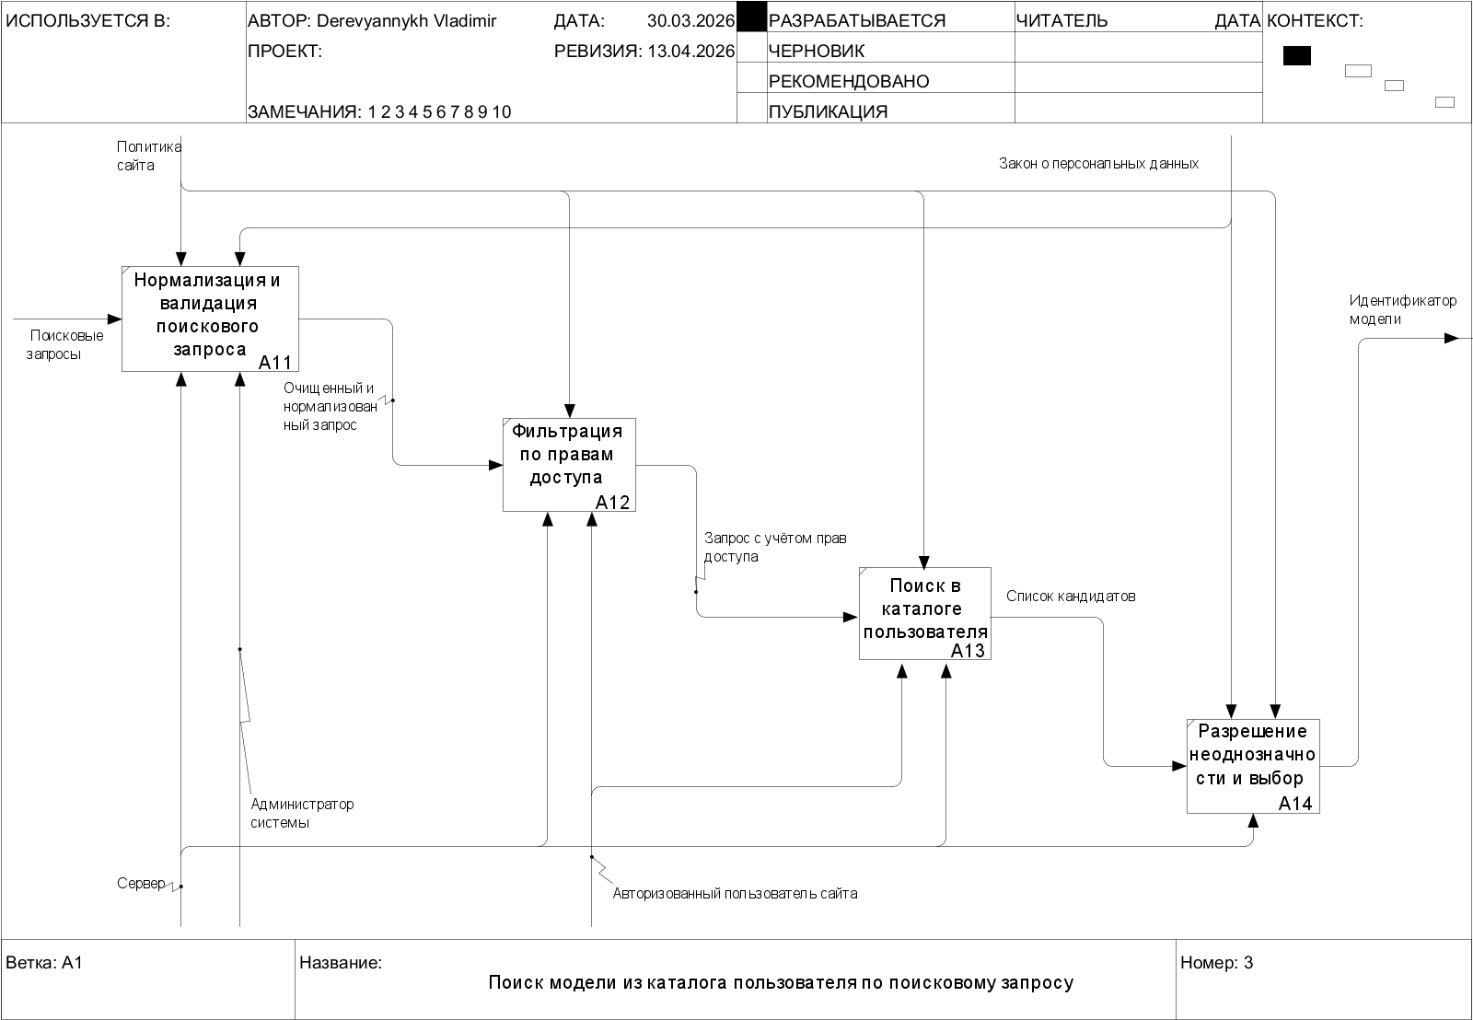 ИСПОЛЬЗУЕТСЯ В:
АВТОР: Derevyannykh Vladimir
ДАТА: 30.03.2026
ПРОЕКТ:
РЕВИЗИЯ: 13.04.2026
ЗАМЕЧАНИЯ: 1 2 3 4 5 6 7 8 9 10
РАЗРАБАТЫВАЕТСЯ
ЧЕРНОВИК
РЕКОМЕНДОВАНО
ПУБЛИКАЦИЯ
ЧИТАТЕЛЬ
ДАТА
КОНТЕКСТ:
Политика
сайта
Закон о персональных данных
Нормализация и
валидация
поискового
запроса
A11
Поисковые
запросы
Идентификатор
модели
Очищенный и
нормализован
ный запрос
Фильтрация
по правам
доступа
A12
Запрос с учётом прав
доступа
Поиск в
каталоге
пользователя
A13
Список кандидатов
Разрешение
неоднозначно
сти и выбор
A14
Администратор
системы
Сервер
Авторизованный пользователь сайта
Ветка: A1
Название:
Поиск модели из каталога пользователя по поисковому запросу
Номер: 3